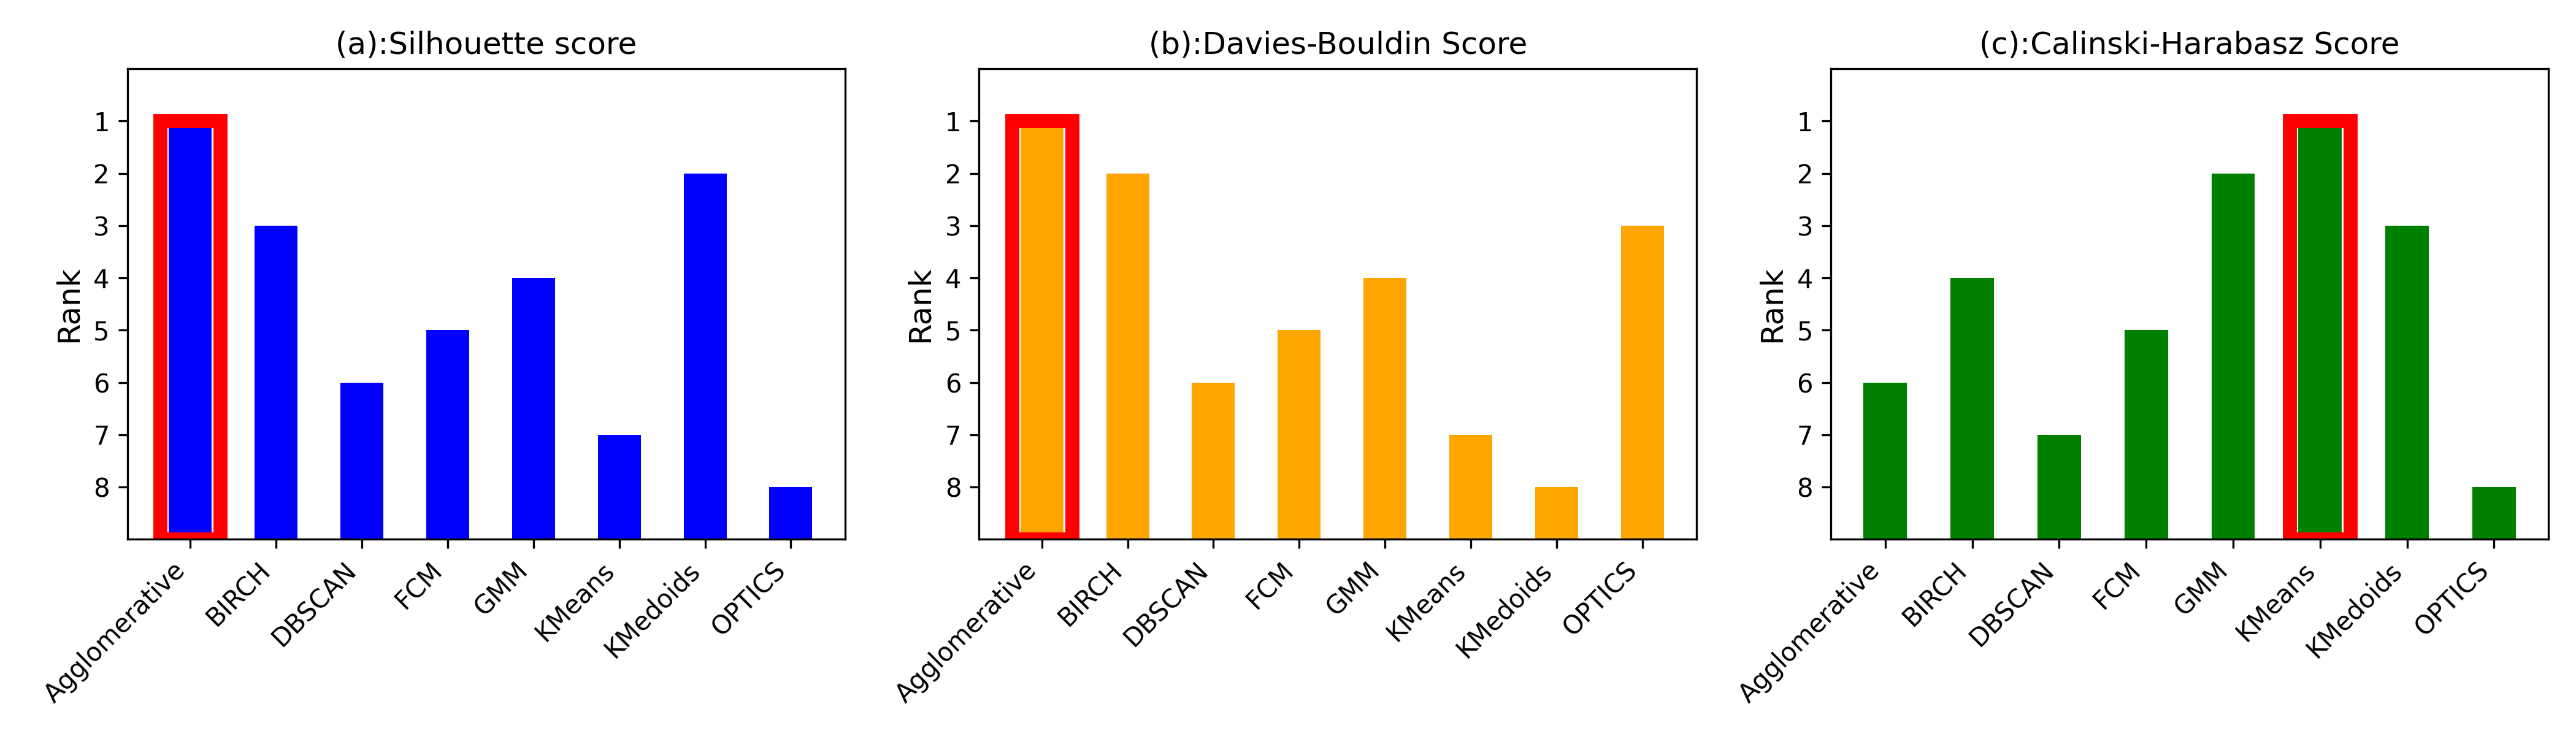 (a):Silhouette score
Rank
1
2
3
4
5
6
7
8
Agglomerative
BIRCH
DBSCAN
FCM
GMM
KMeans
KMedoids
OPTICS
(b):Davies-Bouldin Score
Rank
1
2
3
4
5
6
7
8
Agglomerative
BIRCH
DBSCAN
FCM
GMM
KMeans
KMedoids
OPTICS
(c):Calinski-Harabasz Score
Rank
1
2
3
4
5
6
7
8
Agglomerative
BIRCH
DBSCAN
FCM
GMM
KMeans
KMedoids
OPTICS